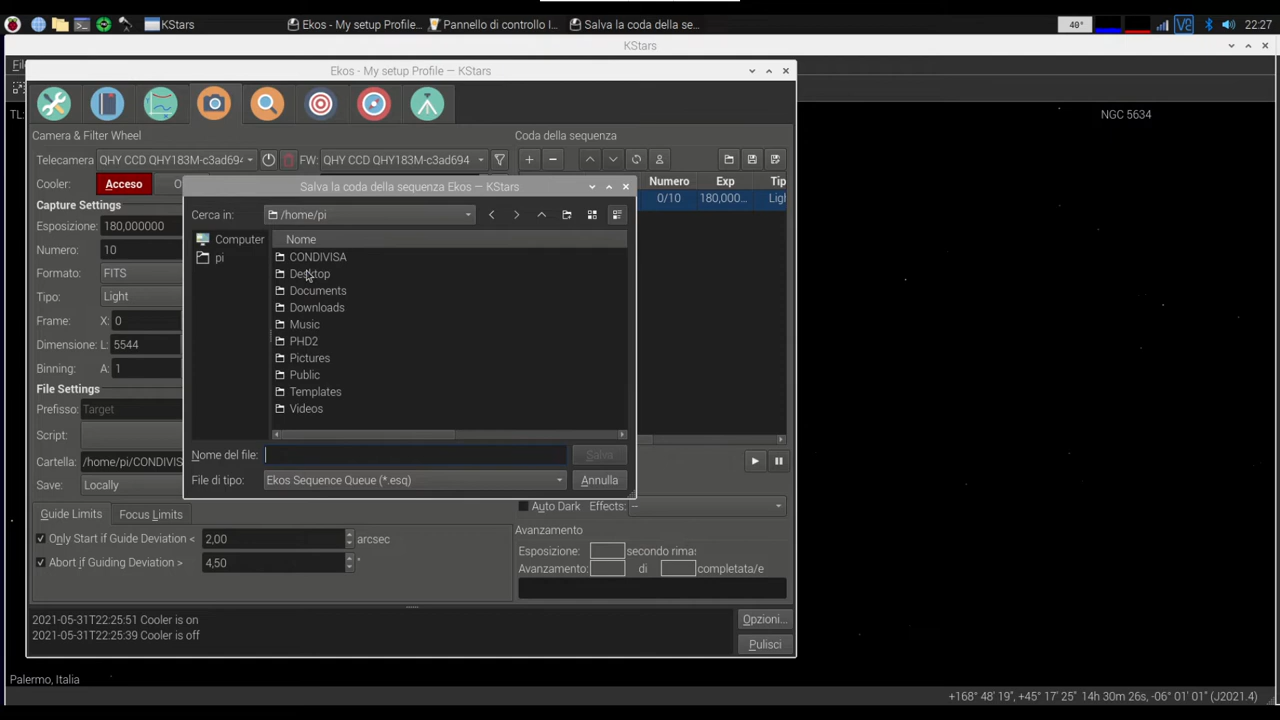 KStars
Ekos - My setup Profile...
Pannello di controllo I...
Salva la coda della se...
40°
22:27
KStars
Ekos - My setup Profile — KStars
TL:
NGC 5634
Camera & Filter Wheel
Coda della sequenza
Telecamera
QHY CCD QHY183M-c3ad694
FW:
QHY CCD QHY183M-c3ad694
Cooler:
Acceso
Numero
Exp
Tip
0/10
180,000...
Ligh
Capture Settings
Esposizione:
180,000000
Numero:
10
Formato:
FITS
Tipo:
Light
Frame:
X:
0
Dimensione:
L:
5544
Binning:
A:
1
File Settings
Prefisso:
Target
Script:
Cartella:
/home/pi/CONDIVIS
Save:
Locally
Salva la coda della sequenza Ekos — KStars
Cerca in:
/home/pi
Computer
pi
Nome
CONDIVISA
Desktop
Documents
Downloads
Music
PHD2
Pictures
Public
Templates
Videos
Nome del file:
Salva
File di tipo:
Ekos Sequence Queue (*.esq)
Annulla
Auto Dark
Effects:
--
Guide Limits
Focus Limits
Only Start if Guide Deviation <
2,00
arcsec
Abort if Guiding Deviation >
4,50
"
Avanzamento
Esposizione:
secondo rima:
Avanzamento:
di
completata/e
2021-05-31T22:25:51 Cooler is on
2021-05-31T22:25:39 Cooler is off
Opzioni...
Pulisci
Palermo, Italia
+168° 48' 19", +45° 17' 25" 14h 30m 26s, -06° 01' 01" (J2021.4)